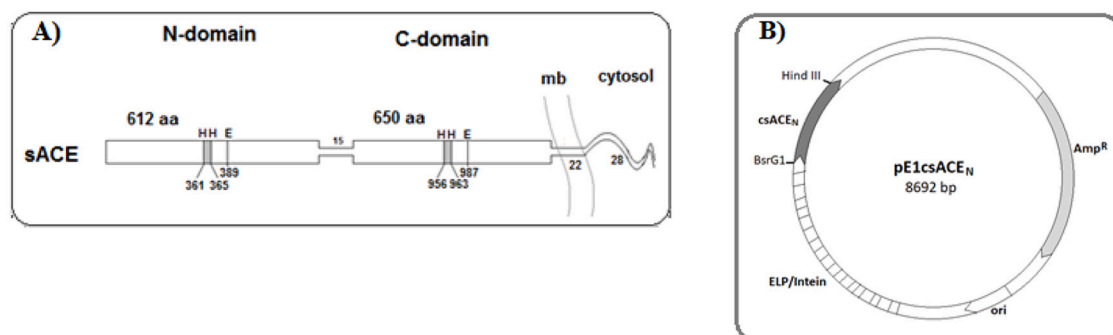 A)
N-domain
C-domain
mb
cytosol
612 aa
650 aa
H H E
15
H H E
sACE
361 365 389
956 963 987
22
28
B)
Hind III
csACEN
BsrG1
AmpR
pE1csACEN
8692 bp
ELP/Intein
ori